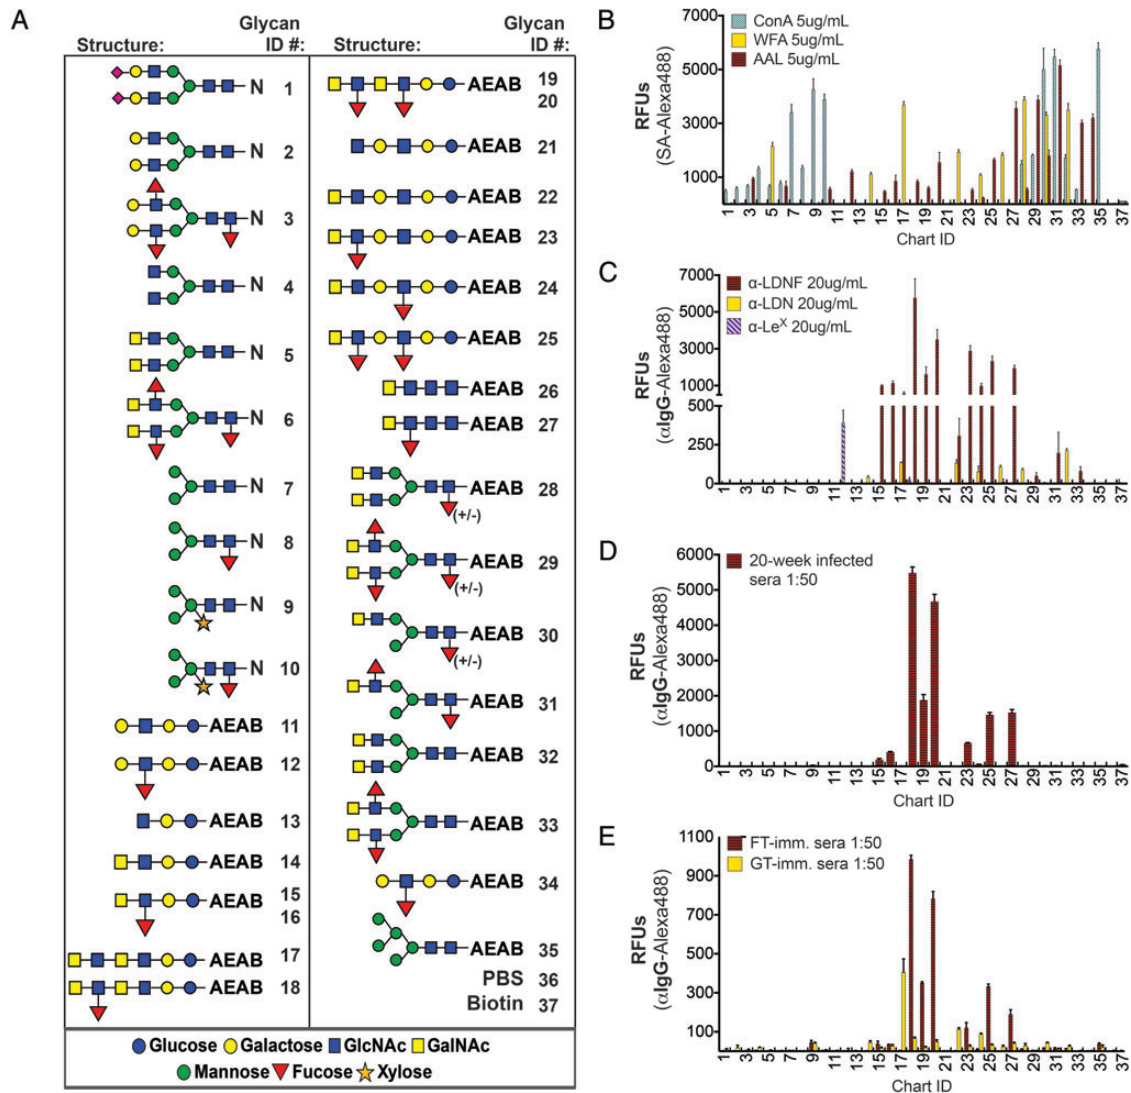 A
Structure:
Glycan
ID #:
N 1
N 2
N 3
N 4
N 5
N 6
N 7
N 8
N 9
N 10
AEAB 11
AEAB 12
AEAB 13
AEAB 14
AEAB 15
16
AEAB 17
AEAB 18
Structure:
Glycan
ID #:
AEAB 19
20
AEAB 21
AEAB 22
AEAB 23
AEAB 24
AEAB 25
AEAB 26
AEAB 27
AEAB 28
(+/-)
AEAB 29
(+/-)
AEAB 30
(+/-)
AEAB 31
AEAB 32
AEAB 33
AEAB 34
AEAB 35
PBS 36
Biotin 37
Glucose Galactose GlcNAc GalNAc
Mannose Fucose Xylose
B
RFUs
(SA-Alexa488)
7000
5000
3000
1000
ConA 5ug/mL
WFA 5ug/mL
AAL 5ug/mL
1 3 5 7 9 11 13 15 17 19 21 23 25 27 29 31 33 35 37
Chart ID
C
RFUs
(αIgG-Alexa488)
7000
5000
3000
1000
500
250
0
α-LDNF 20ug/mL
α-LDN 20ug/mL
α-LeX 20ug/mL
1 3 5 7 9 11 13 15 17 19 21 23 25 27 29 31 33 35 37
Chart ID
D
RFUs
(αIgG-Alexa488)
6000
5000
4000
3000
2000
1000
0
20-week infected
sera 1:50
1 3 5 7 9 11 13 15 17 19 21 23 25 27 29 31 33 35 37
Chart ID
E
RFUs
(αIgG-Alexa488)
1100
900
700
500
300
100
FT-imm. sera 1:50
GT-imm. sera 1:50
1 3 5 7 9 11 13 15 17 19 21 23 25 27 29 31 33 35 37
Chart ID